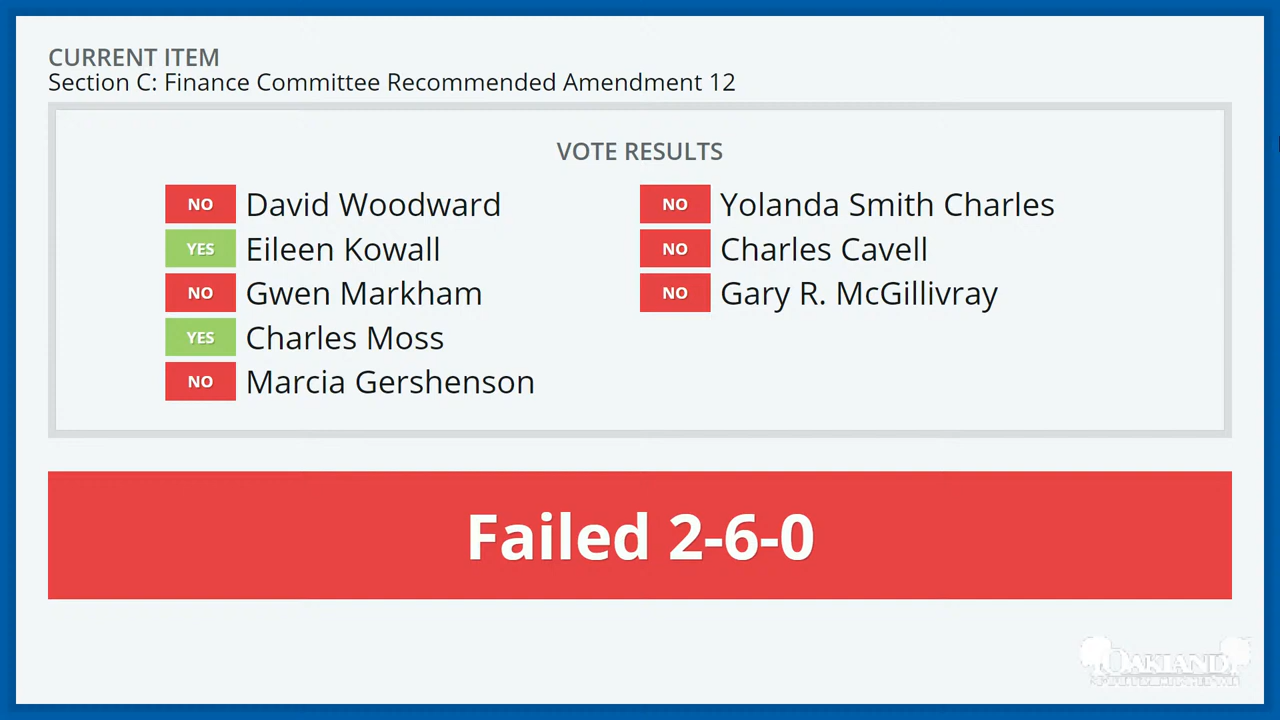 CURRENT ITEM
Section C: Finance Committee Recommended Amendment 12
VOTE RESULTS
NO David Woodward
YES Eileen Kowall
NO Gwen Markham
YES Charles Moss
NO Marcia Gershenson
NO Yolanda Smith Charles
NO Charles Cavell
NO Gary R. McGillivray
Failed 2-6-0
OAKLAND